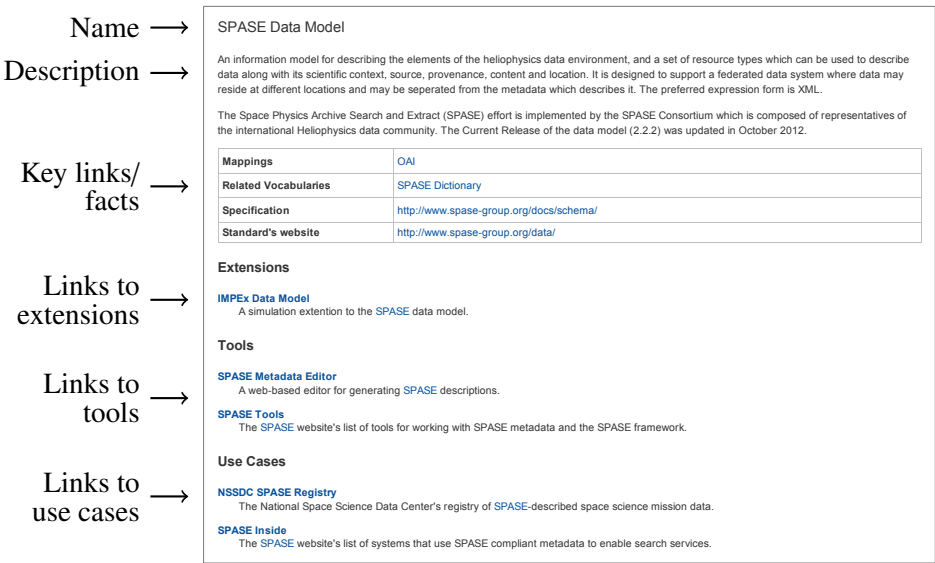 Name →
SPASE Data Model
Description →
An information model for describing the elements of the heliophysics data environment, and a set of resource types which can be used to describe
data along with its scientific context, source, provenance, content and location. It is designed to support a federated data system where data may
reside at different locations and may be seperated from the metadata which describes it. The preferred expression form is XML.
The Space Physics Archive Search and Extract (SPASE) effort is implemented by the SPASE Consortium which is composed of representatives of
the international Heliophysics data community. The Current Release of the data model (2.2.2) was updated in October 2012.
Key links/
facts →
Mappings OAI
Related Vocabularies SPASE Dictionary
Specification http://www.spase-group.org/docs/schema/
Standard's website http://www.spase-group.org/data/
Links to
extensions →
Extensions
IMPEx Data Model
A simulation extention to the SPASE data model.
Links to
tools →
Tools
SPASE Metadata Editor
A web-based editor for generating SPASE descriptions.
SPASE Tools
The SPASE website's list of tools for working with SPASE metadata and the SPASE framework.
Links to
use cases →
Use Cases
NSSDC SPASE Registry
The National Space Science Data Center's registry of SPASE-described space science mission data.
SPASE Inside
The SPASE website's list of systems that use SPASE compliant metadata to enable search services.